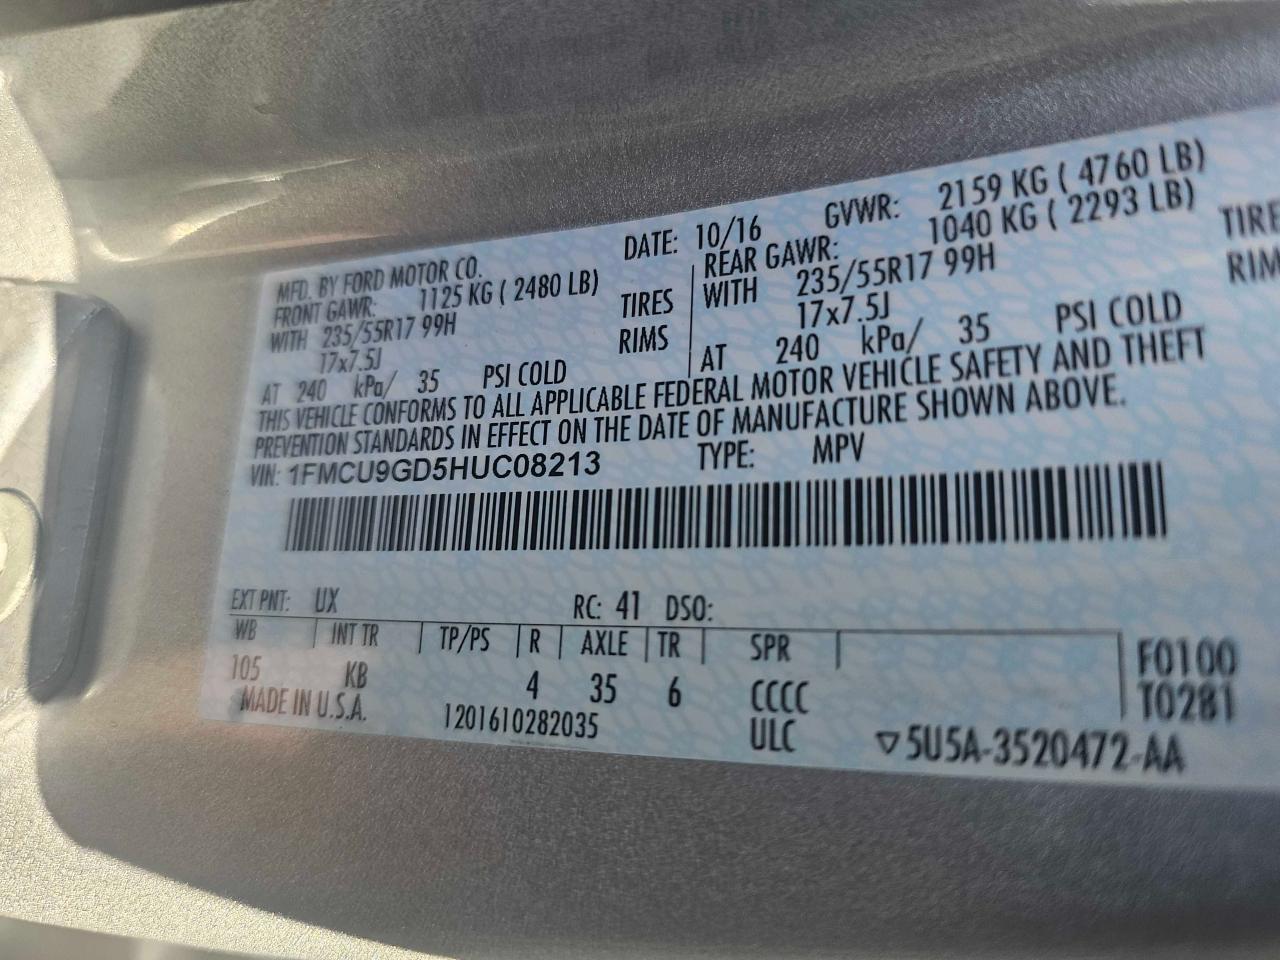 MFD. BY FORD MOTOR CO. DATE: 10/16 GVWR: 2159 KG ( 4760 LB)
FRONT GAWR: 1125 KG ( 2480 LB) REAR GAWR: 1040 KG ( 2293 LB)
WITH 235/55R17 99H TIRES WITH 235/55R17 99H TIRE
17x7.5J RIMS 17x7.5J RIM
AT 240 kPa/ 35 PSI COLD AT 240 kPa/ 35 PSI COLD
THIS VEHICLE CONFORMS TO ALL APPLICABLE FEDERAL MOTOR VEHICLE SAFETY AND THEFT
PREVENTION STANDARDS IN EFFECT ON THE DATE OF MANUFACTURE SHOWN ABOVE.
VIN: 1FMCU9GD5HUC08213 TYPE: MPV
EXT PNT: UX RC: 41 DSO:
WB INT TR TP/PS R AXLE TR SPR F0100
105 KB 4 35 6 CCCC T0281
MADE IN U.S.A. 1201610282035 ULC ▽5U5A-3520472-AA